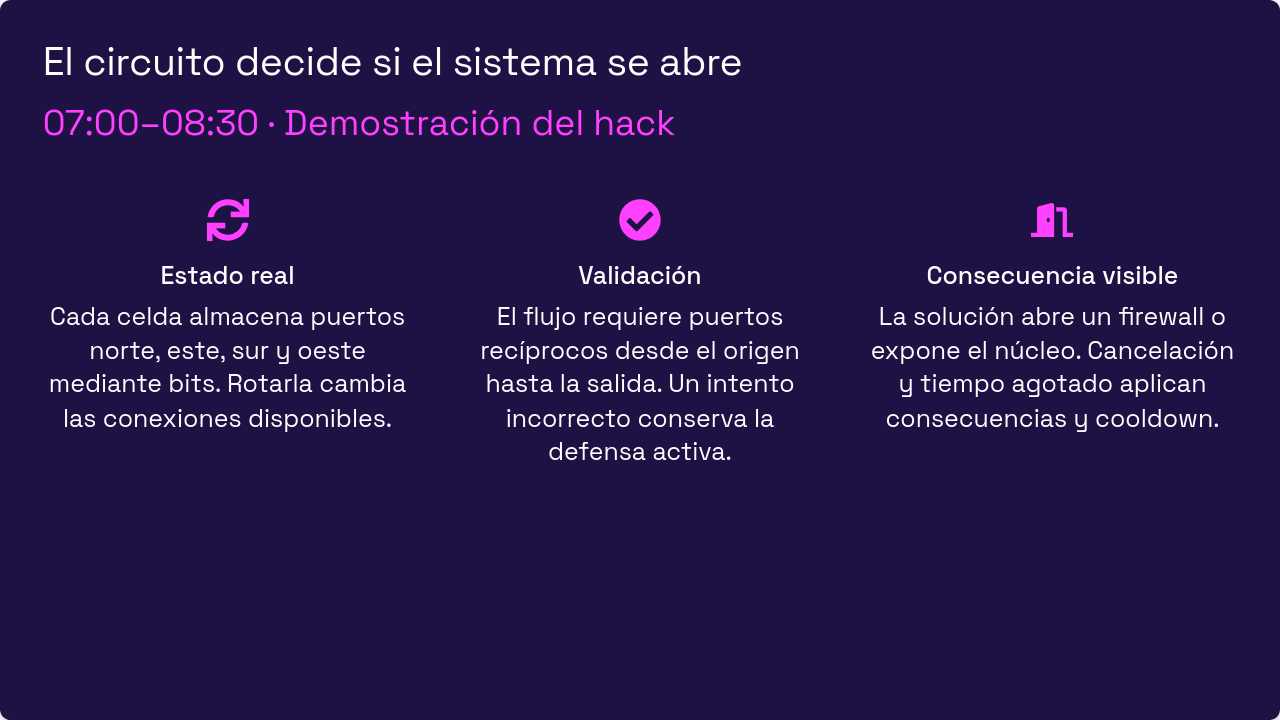 El circuito decide si el sistema se abre
07:00–08:30 · Demostración del hack
Estado real
Cada celda almacena puertos
norte, este, sur y oeste
mediante bits. Rotarla cambia
las conexiones disponibles.
Validación
El flujo requiere puertos
recíprocos desde el origen
hasta la salida. Un intento
incorrecto conserva la
defensa activa.
Consecuencia visible
La solución abre un firewall o
expone el núcleo. Cancelación
y tiempo agotado aplican
consecuencias y cooldown.